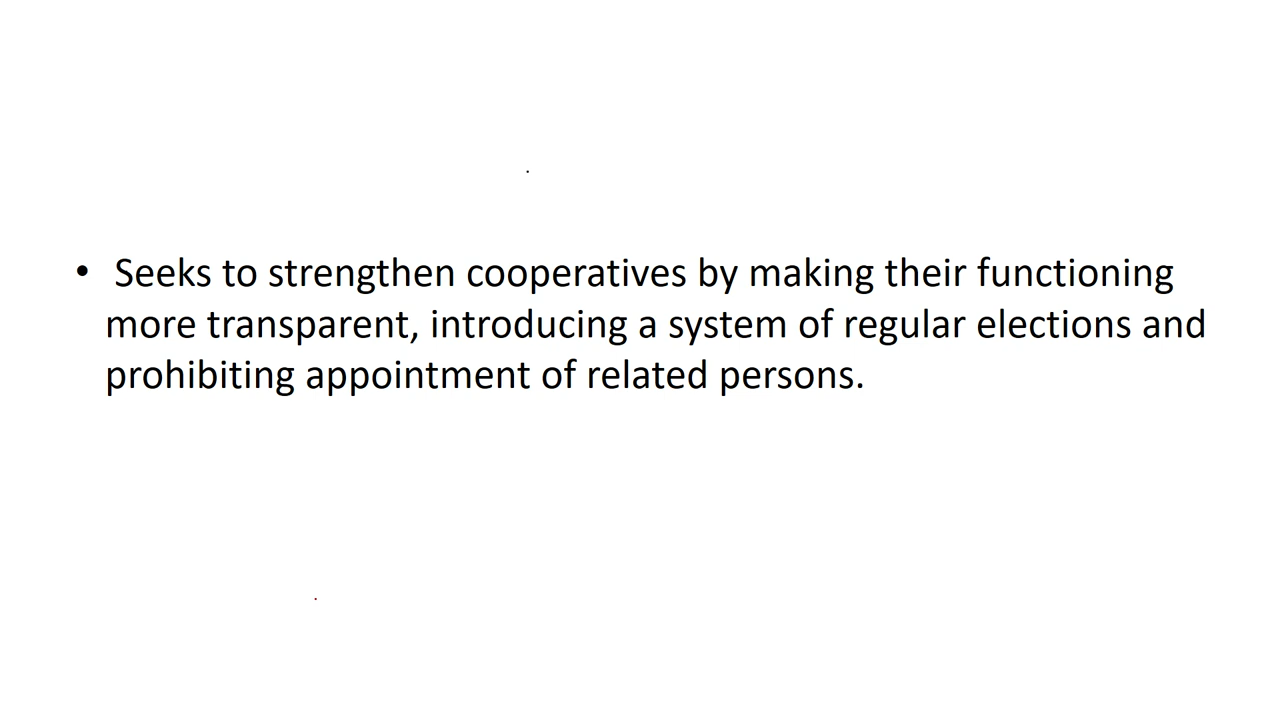 • Seeks to strengthen cooperatives by making their functioning
more transparent, introducing a system of regular elections and
prohibiting appointment of related persons.